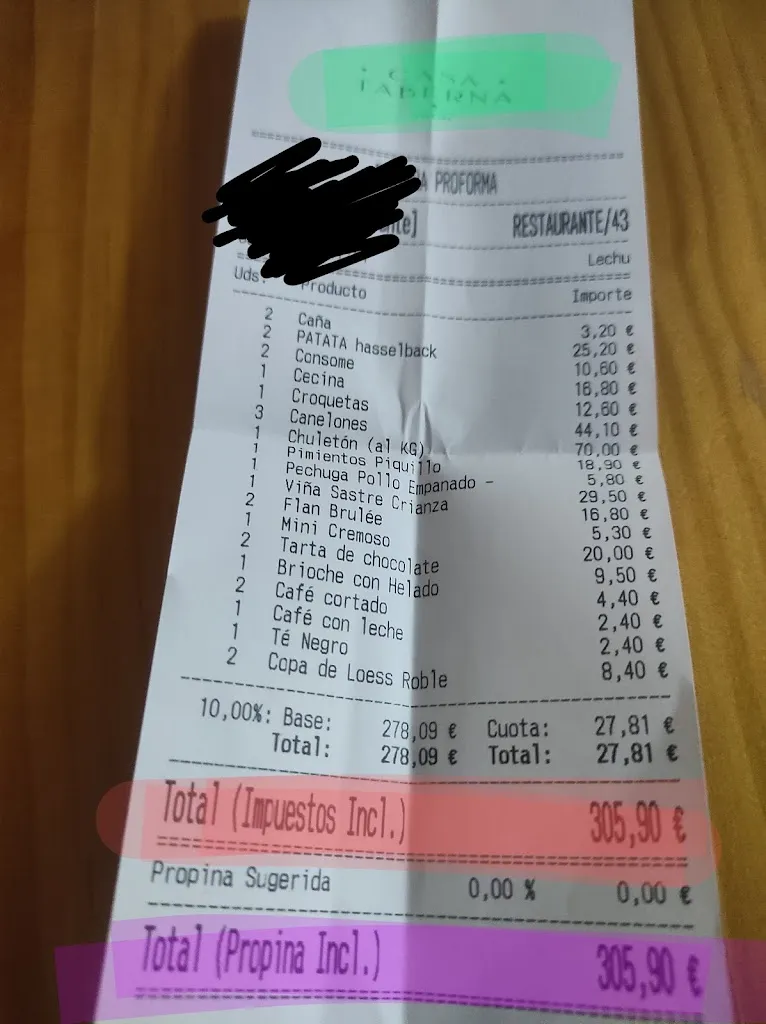 CASA
TABERNA
PROFORMA
RESTAURANTE/43
Lechu
Uds. Producto Importe
2 Caña 3,20 €
2 PATATA hasselback 25,20 €
2 Consome 10,60 €
1 Cecina 16,80 €
1 Croquetas 12,60 €
3 Canelones 44,10 €
1 Chuletón (al KG) 70,00 €
1 Pimientos Piquillo 18,90 €
1 Pechuga Pollo Empanado - 5,80 €
1 Viña Sastre Crianza 29,50 €
2 Flan Brulée 16,80 €
1 Mini Cremoso 5,30 €
2 Tarta de chocolate 20,00 €
1 Brioche con Helado 9,50 €
2 Café cortado 4,40 €
1 Café con leche 2,40 €
1 Té Negro 2,40 €
2 Copa de Loess Roble 8,40 €
10,00%: Base: 278,09 € Cuota: 27,81 €
Total: 278,09 € Total: 27,81 €
Total (Impuestos Incl.) 305,90 €
Propina Sugerida 0,00 % 0,00 €
Total (Propina Incl.) 305,90 €